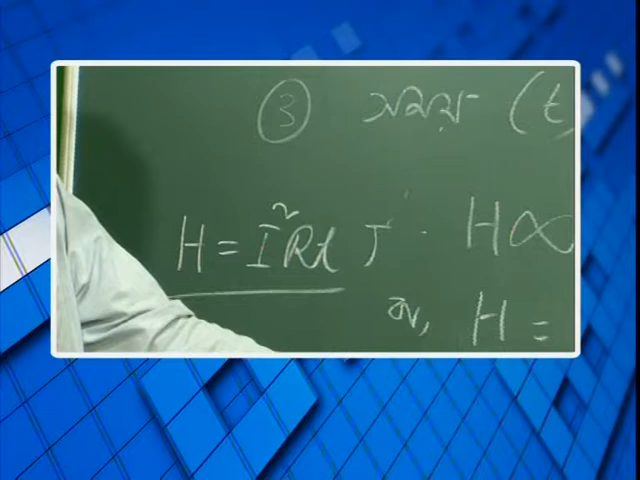 ③ সময় (t)
H = I²Rt J · H ∝
বা, H =